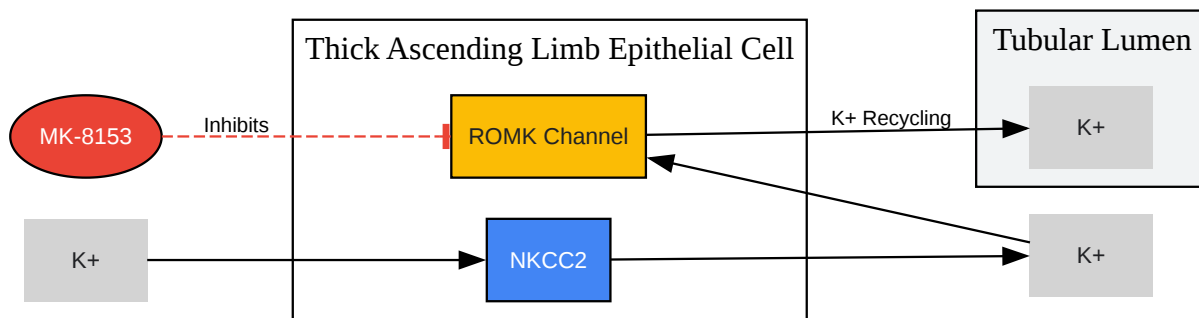 Thick Ascending Limb Epithelial Cell
Tubular Lumen
MK-8153
Inhibits
ROMK Channel
K+ Recycling
K+
K+
NKCC2
K+